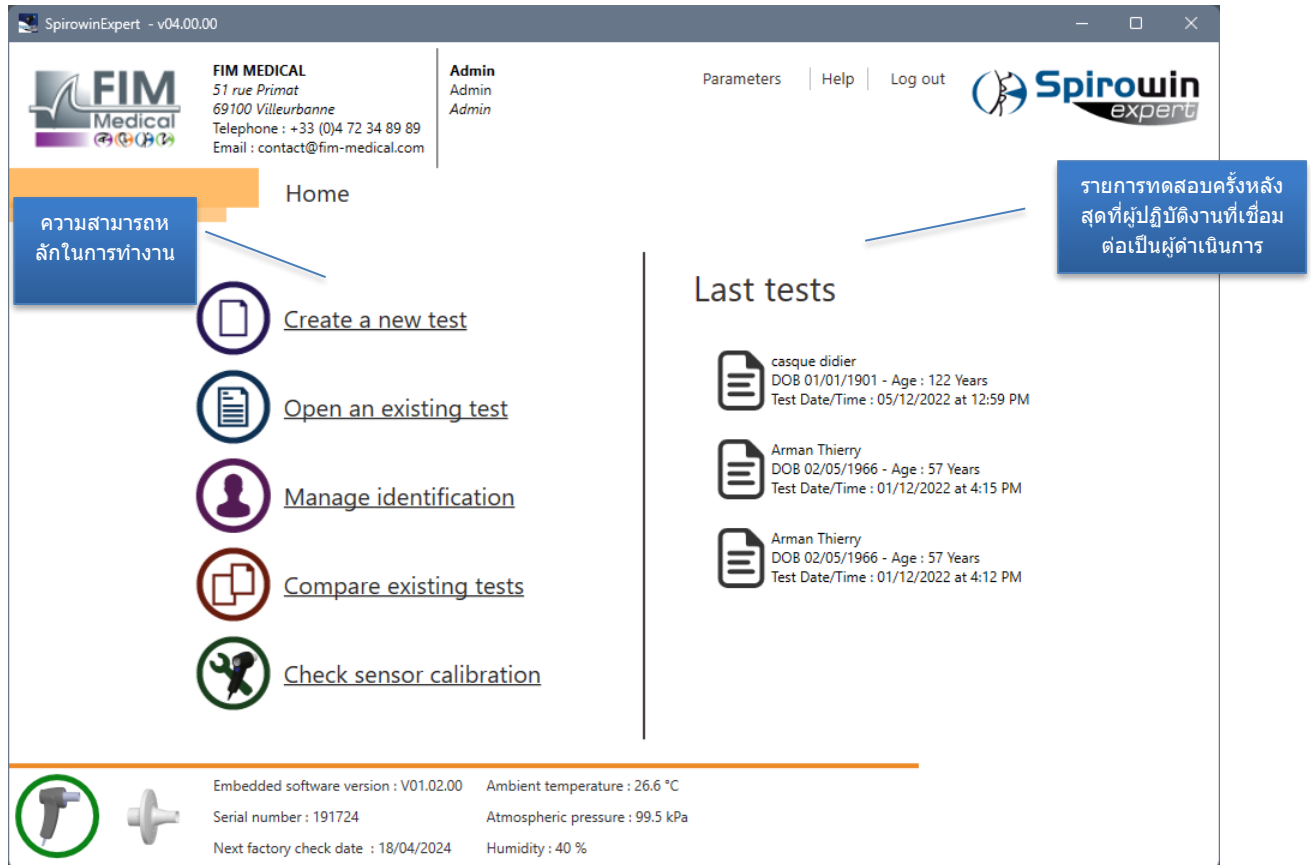 SpirowinExpert - v04.00.00
FIM
Medical
FIM MEDICAL
51 rue Primat
69100 Villeurbanne
Telephone : +33 (0)4 72 34 89 89
Email : contact@fim-medical.com
Admin
Admin
Admin
Parameters
Help
Log out
Spirowin
expert
Home
ความสามารถห
ลักในการทำงาน
รายการทดสอบครั้งหลัง
สุดที่ผู้ปฏิบัติงานที่เชื่อม
ต่อเป็นผู้ดำเนินการ
Create a new test
Open an existing test
Manage identification
Compare existing tests
Check sensor calibration
Last tests
casque didier
DOB 01/01/1901 - Age : 122 Years
Test Date/Time : 05/12/2022 at 12:59 PM
Arman Thierry
DOB 02/05/1966 - Age : 57 Years
Test Date/Time : 01/12/2022 at 4:15 PM
Arman Thierry
DOB 02/05/1966 - Age : 57 Years
Test Date/Time : 01/12/2022 at 4:12 PM
Embedded software version : V01.02.00
Serial number : 191724
Next factory check date : 18/04/2024
Ambient temperature : 26.6 °C
Atmospheric pressure : 99.5 kPa
Humidity : 40 %